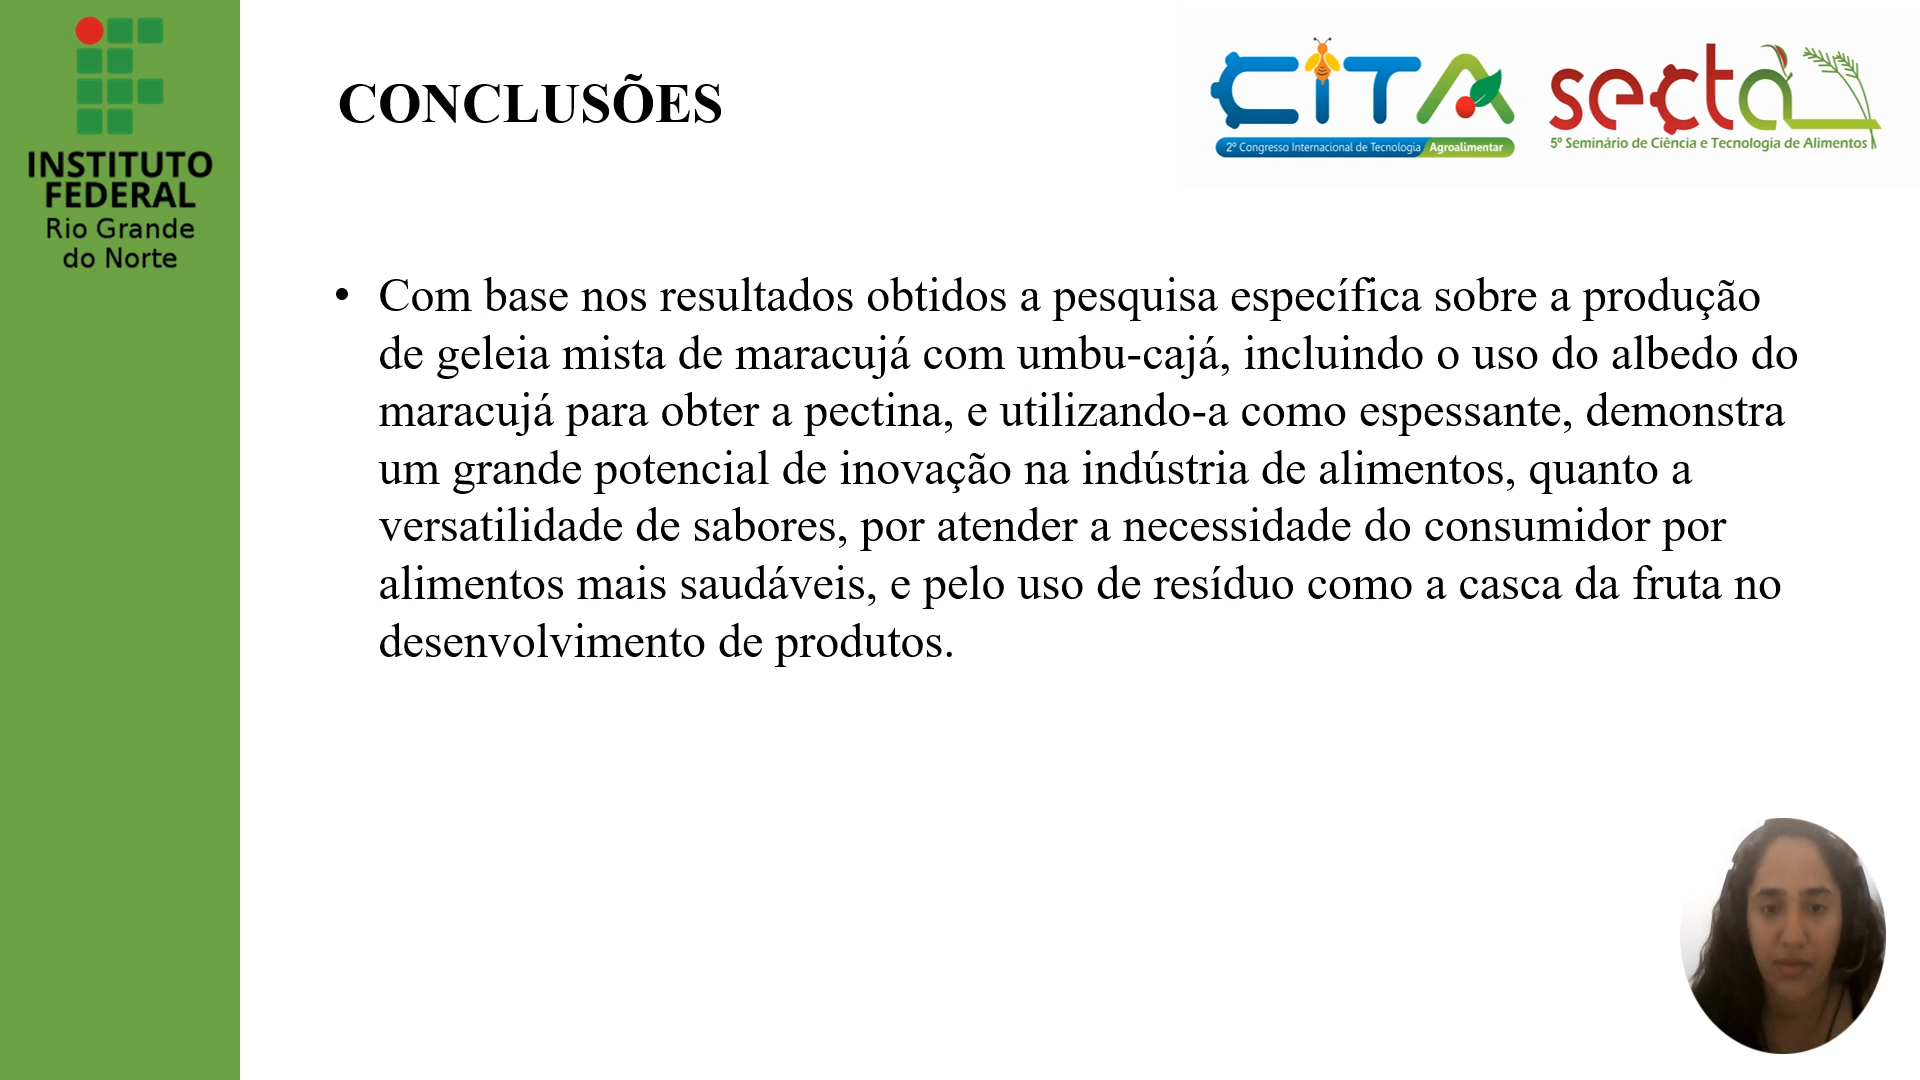 INSTITUTO
FEDERAL
Rio Grande
do Norte
CONCLUSÕES
CiTA
2º Congresso Internacional de Tecnologia Agroalimentar
secta
5º Seminário de Ciência e Tecnologia de Alimentos
• Com base nos resultados obtidos a pesquisa específica sobre a produção
de geleia mista de maracujá com umbu-cajá, incluindo o uso do albedo do
maracujá para obter a pectina, e utilizando-a como espessante, demonstra
um grande potencial de inovação na indústria de alimentos, quanto a
versatilidade de sabores, por atender a necessidade do consumidor por
alimentos mais saudáveis, e pelo uso de resíduo como a casca da fruta no
desenvolvimento de produtos.